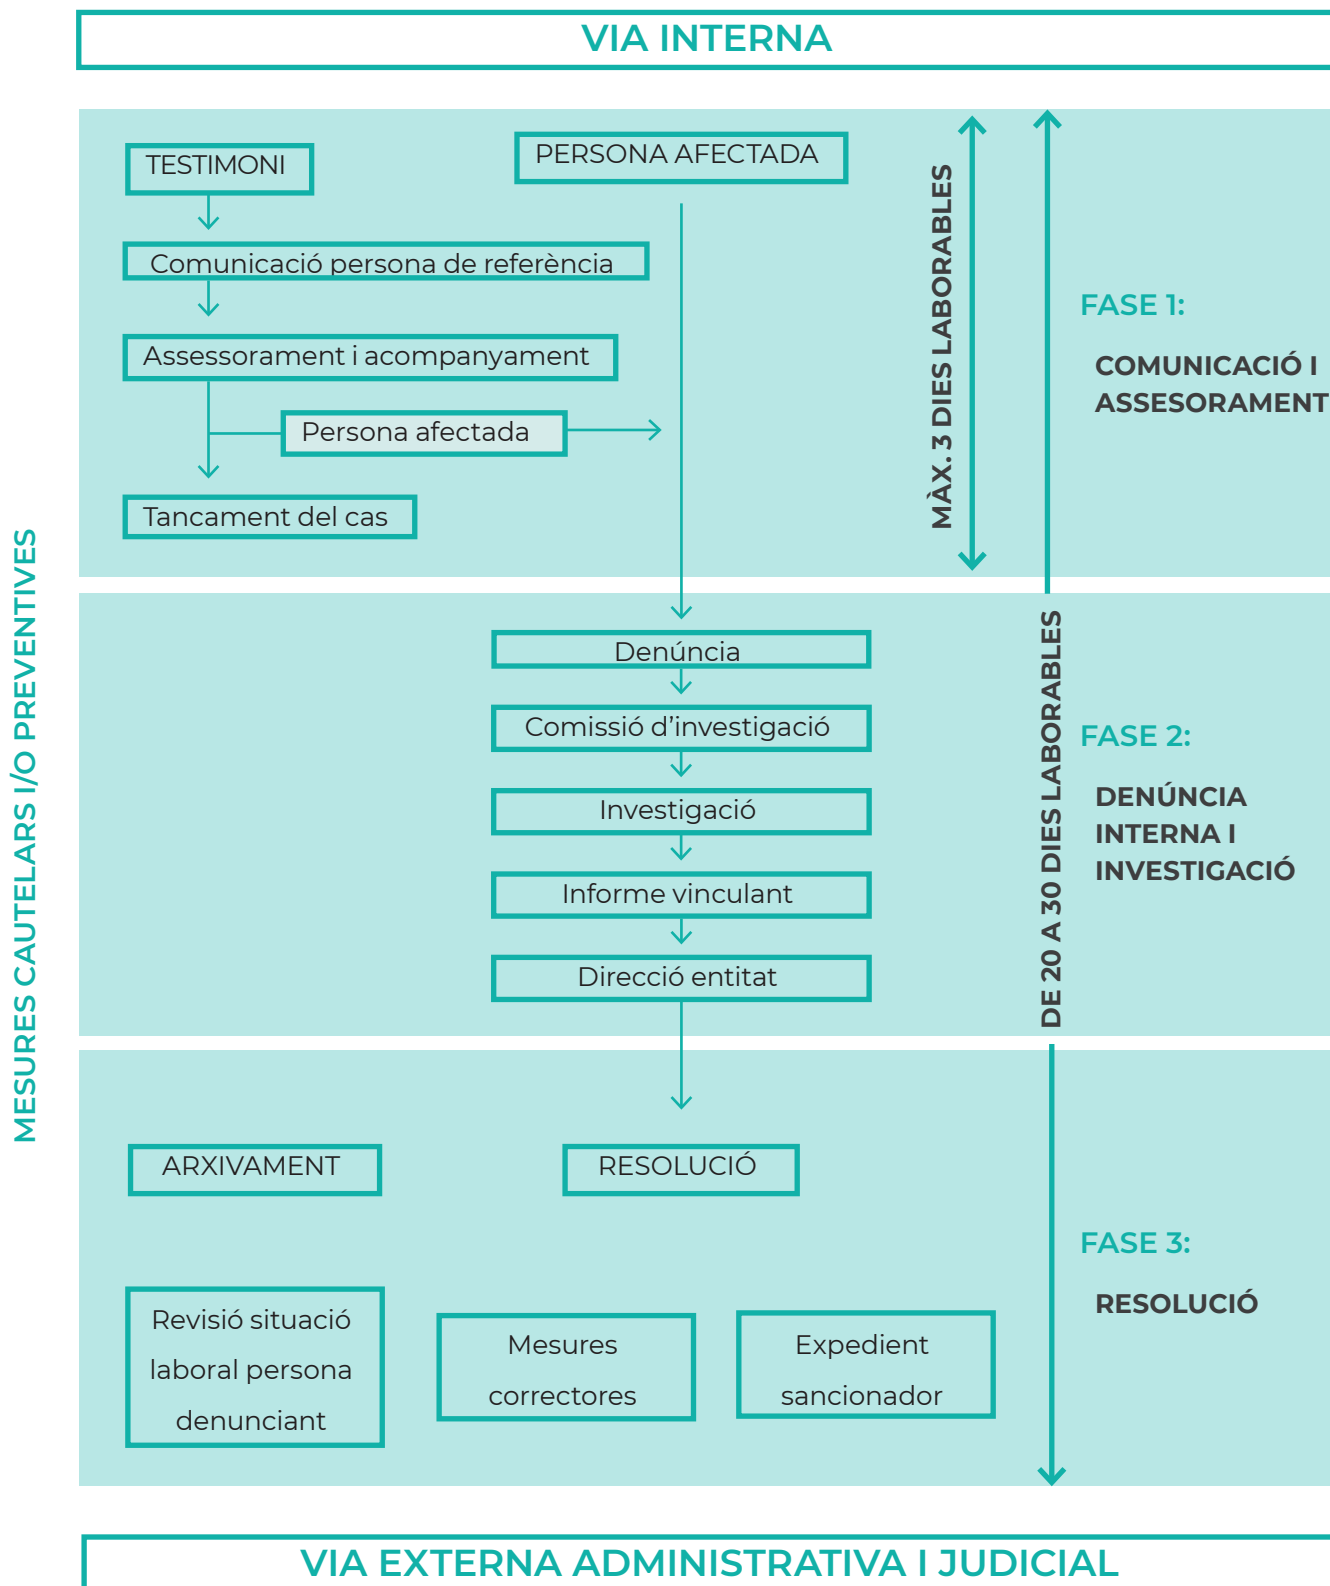 VIA INTERNA
TESTIMONI
PERSONA AFECTADA
Comunicació persona de referència
Assessorament i acompanyament
Persona afectada
Tancament del cas
MÀX. 3 DIES LABORABLES
FASE 1:
COMUNICACIÓ I
ASSESORAMENT
MESURES CAUTELARS I/O PREVENTIVES
Denúncia
Comissió d'investigació
Investigació
Informe vinculant
Direcció entitat
DE 20 A 30 DIES LABORABLES
FASE 2:
DENÚNCIA
INTERNA I
INVESTIGACIÓ
ARXIVAMENT
RESOLUCIÓ
Revisió situació
laboral persona
denunciant
Mesures
correctores
Expedient
sancionador
FASE 3:
RESOLUCIÓ
VIA EXTERNA ADMINISTRATIVA I JUDICIAL